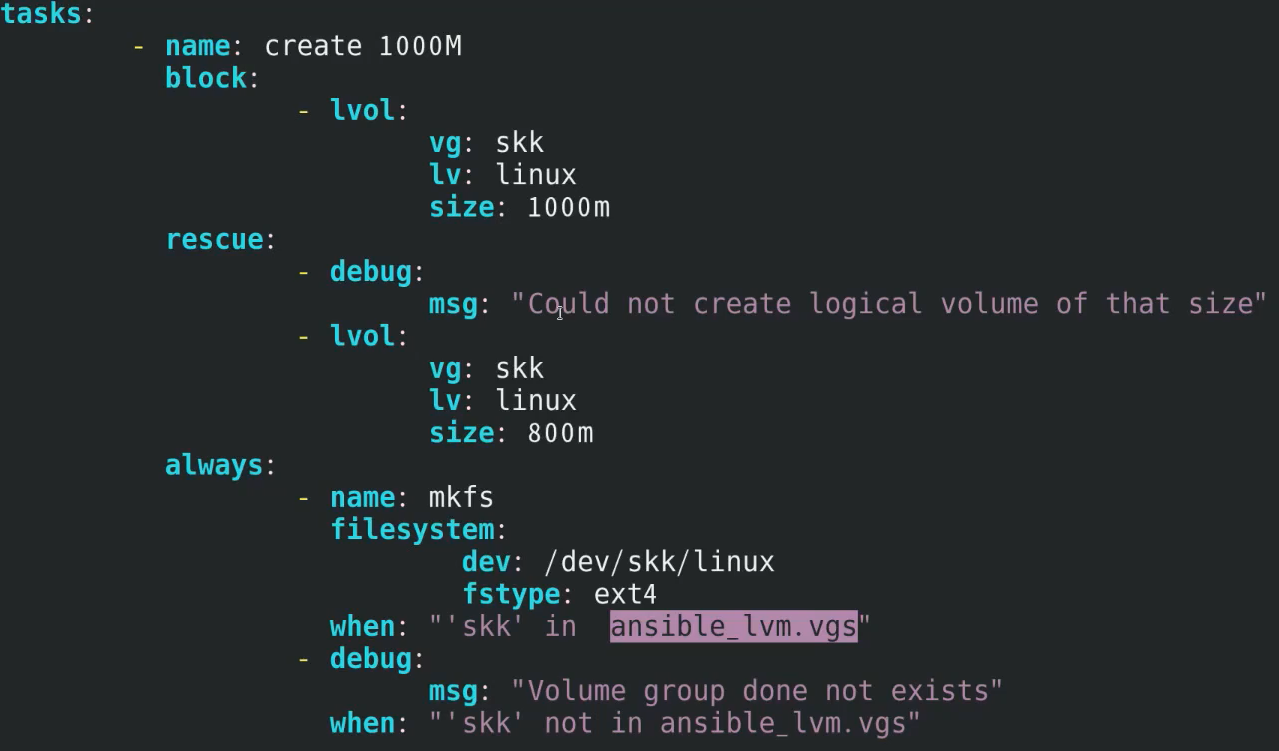 tasks:
- name: create 1000M
block:
- lvol:
vg: skk
lv: linux
size: 1000m
rescue:
- debug:
msg: "Could not create logical volume of that size"
- lvol:
vg: skk
lv: linux
size: 800m
always:
- name: mkfs
filesystem:
dev: /dev/skk/linux
fstype: ext4
when: "'skk' in  ansible_lvm.vgs"
- debug:
msg: "Volume group done not exists"
when: "'skk' not in ansible_lvm.vgs"